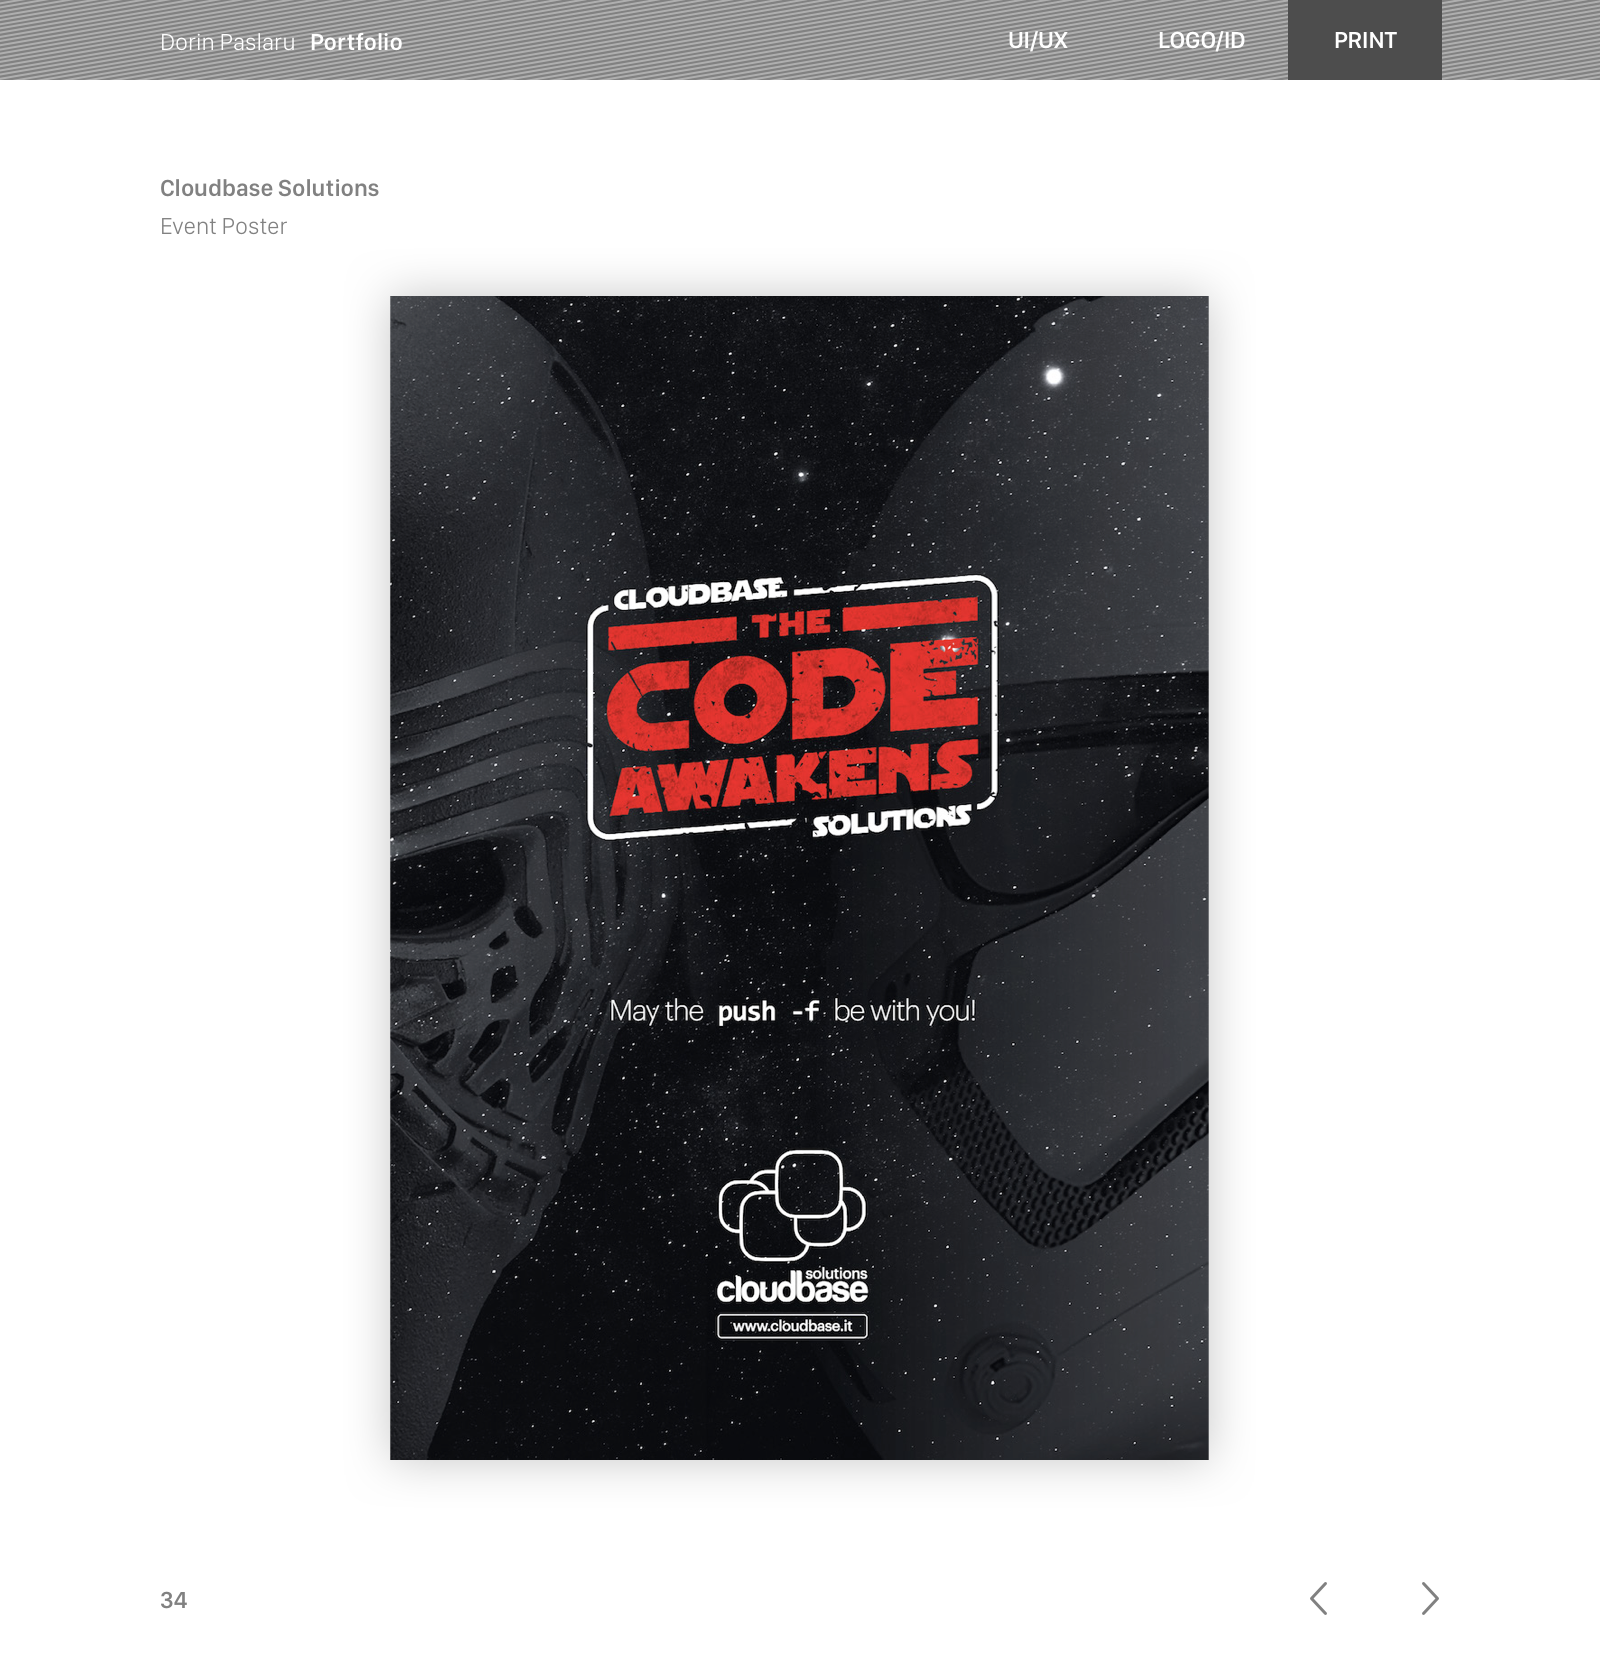 Dorin Paslaru Portfolio
UI/UX
LOGO/ID
PRINT
Cloudbase Solutions
Event Poster
CLOUDBASE
THE
CODE
AWAKENS
SOLUTIONS
May the push -f be with you!
solutions
cloudbase
www.cloudbase.it
34